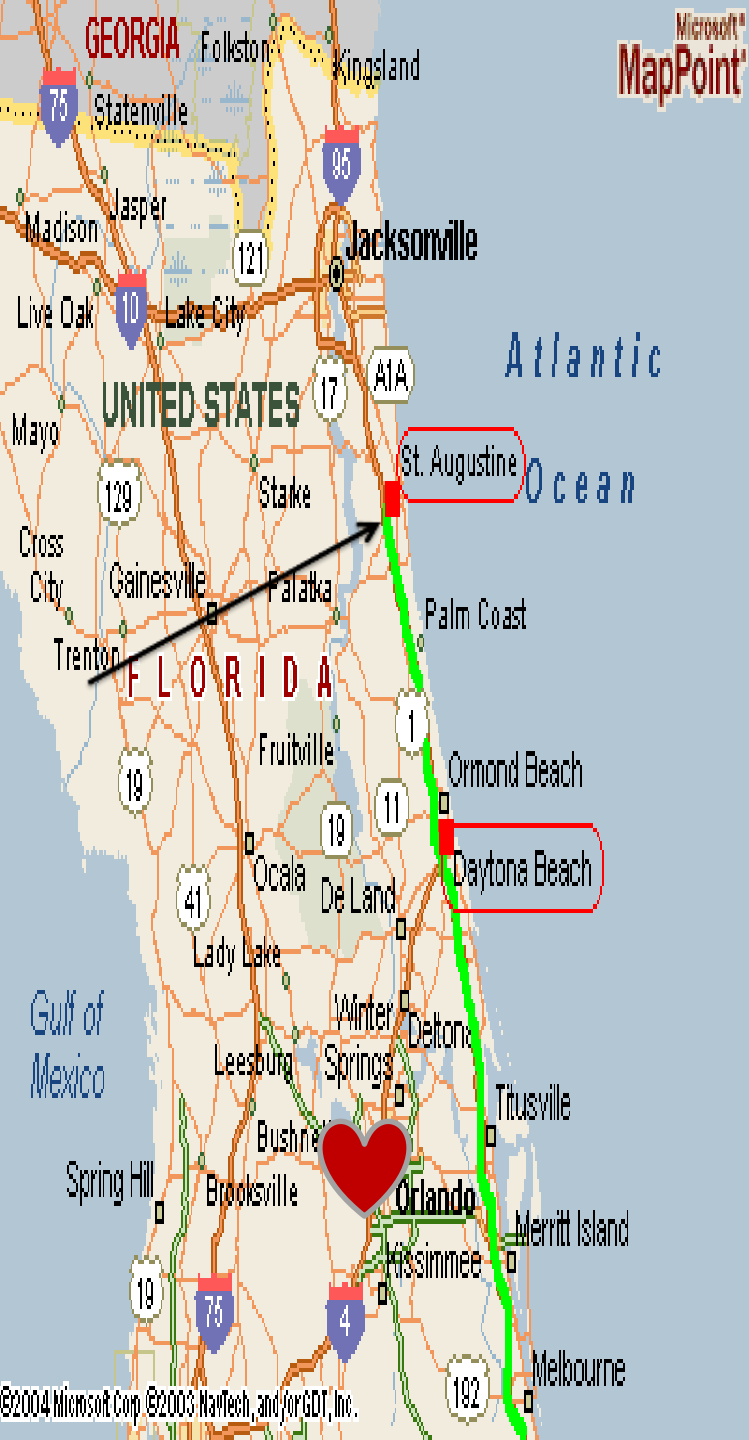 GEORGIA
Folkston
Kingsland
Microsoft®
MapPoint®
75
Statenville
95
Jasper
Madison
121
Jacksonville
Live Oak
10
Lake City
Atlantic
17
A1A
UNITED STATES
Mayo
St. Augustine
Ocean
129
Starke
Cross
City
Gainesville
Palatka
Palm Coast
Trenton
FLORIDA
1
Fruitville
Ormond Beach
19
11
19
Ocala
Daytona Beach
41
De Land
Lady Lake
Gulf of
Mexico
Winter
Springs
Deltona
Leesburg
Titusville
Bushnell
Spring Hill
Brooksville
Orlando
Merritt Island
Kissimmee
19
75
4
Melbourne
192
©2004 Microsoft Corp ©2003 NavTech, and/or GDT, Inc.